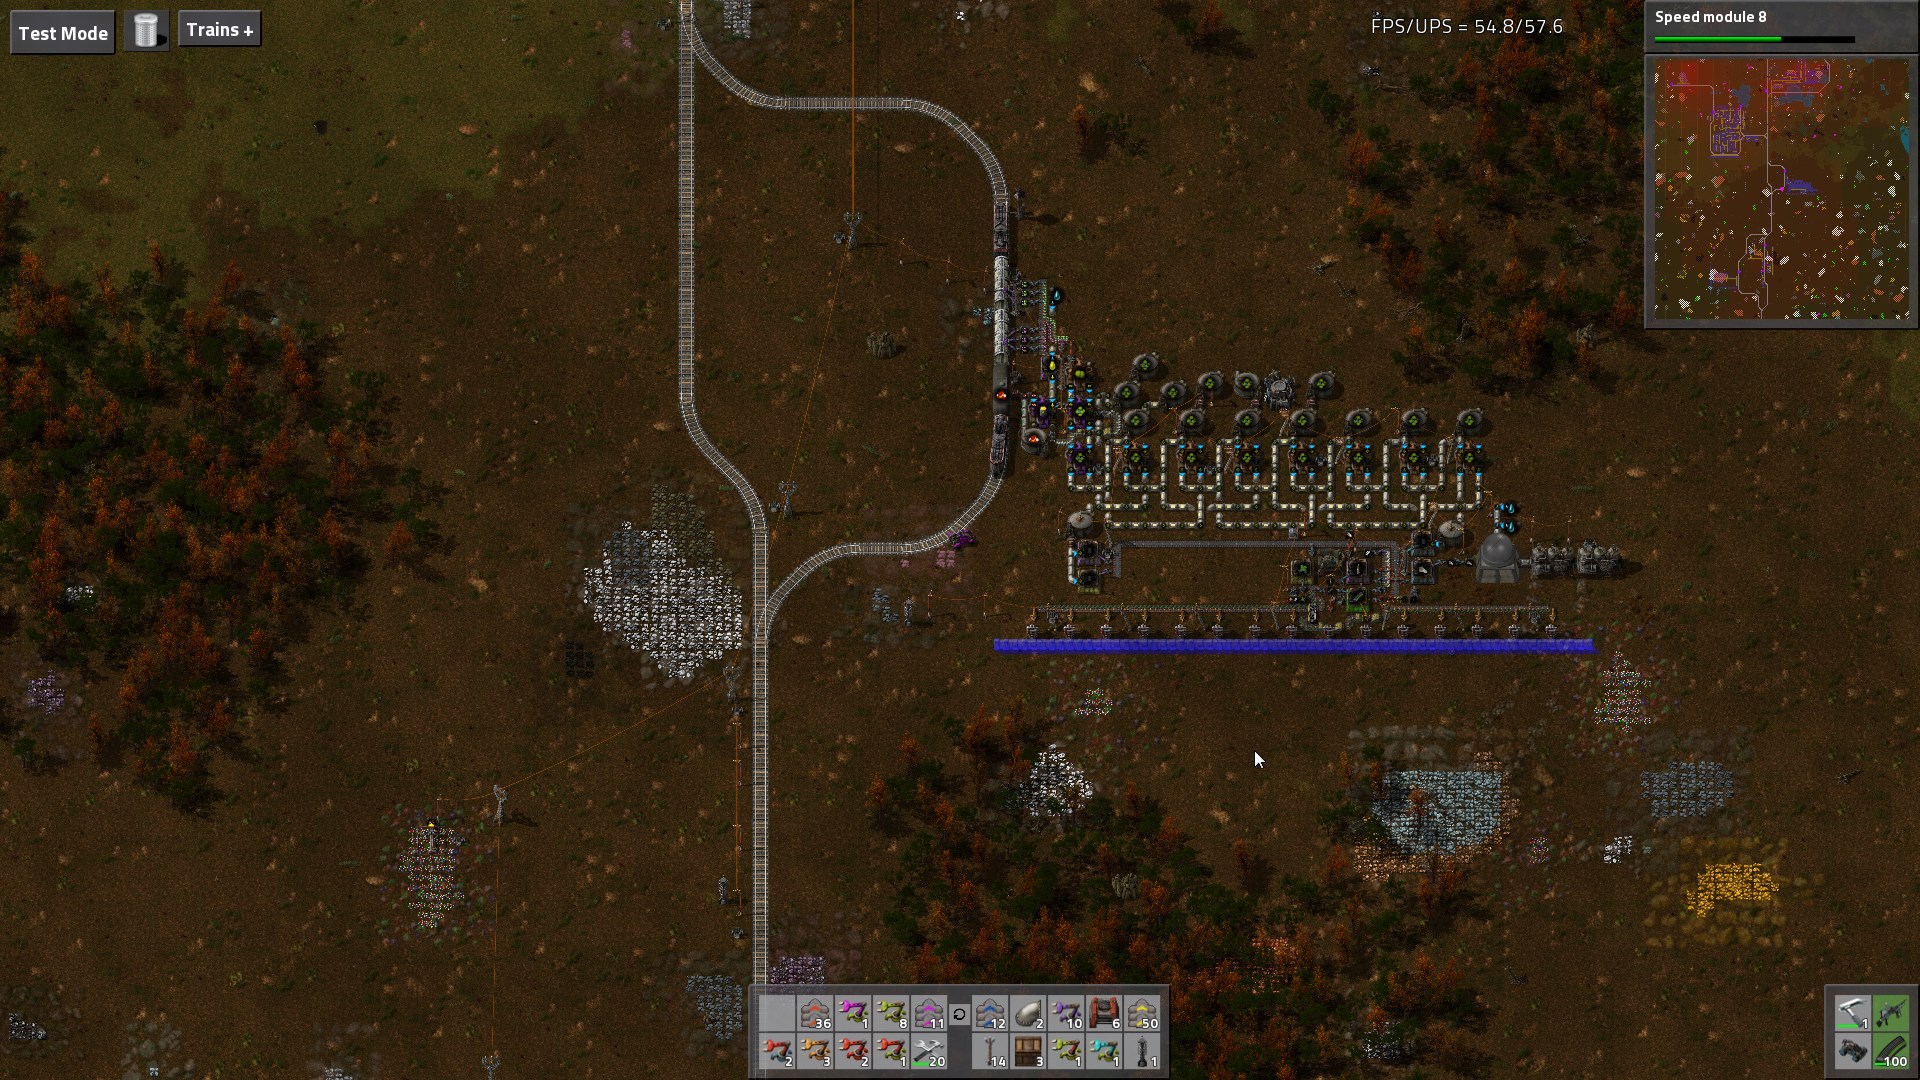 Test Mode
Trains +
FPS/UPS = 54.8/57.6
Speed module 8
36 1 8 11 12 2 10 6 50
2 3 2 1 20 14 3 1 1 1
1
100